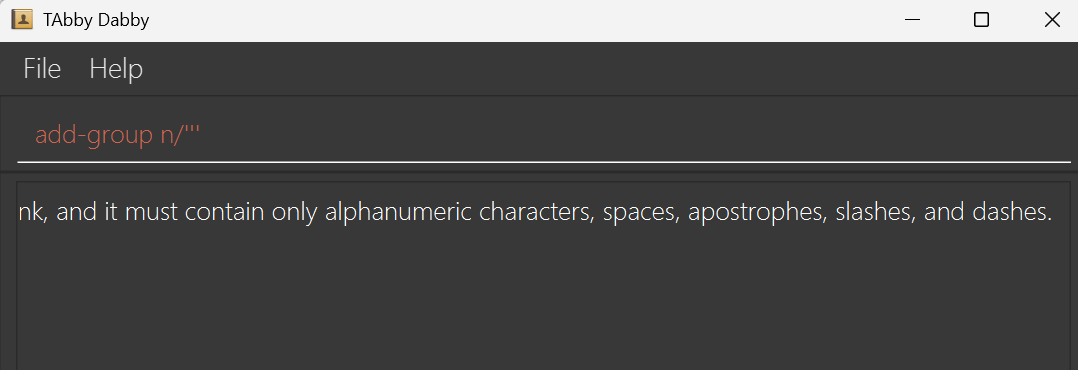 TAbby Dabby
File Help
add-group n/'''
nk, and it must contain only alphanumeric characters, spaces, apostrophes, slashes, and dashes.